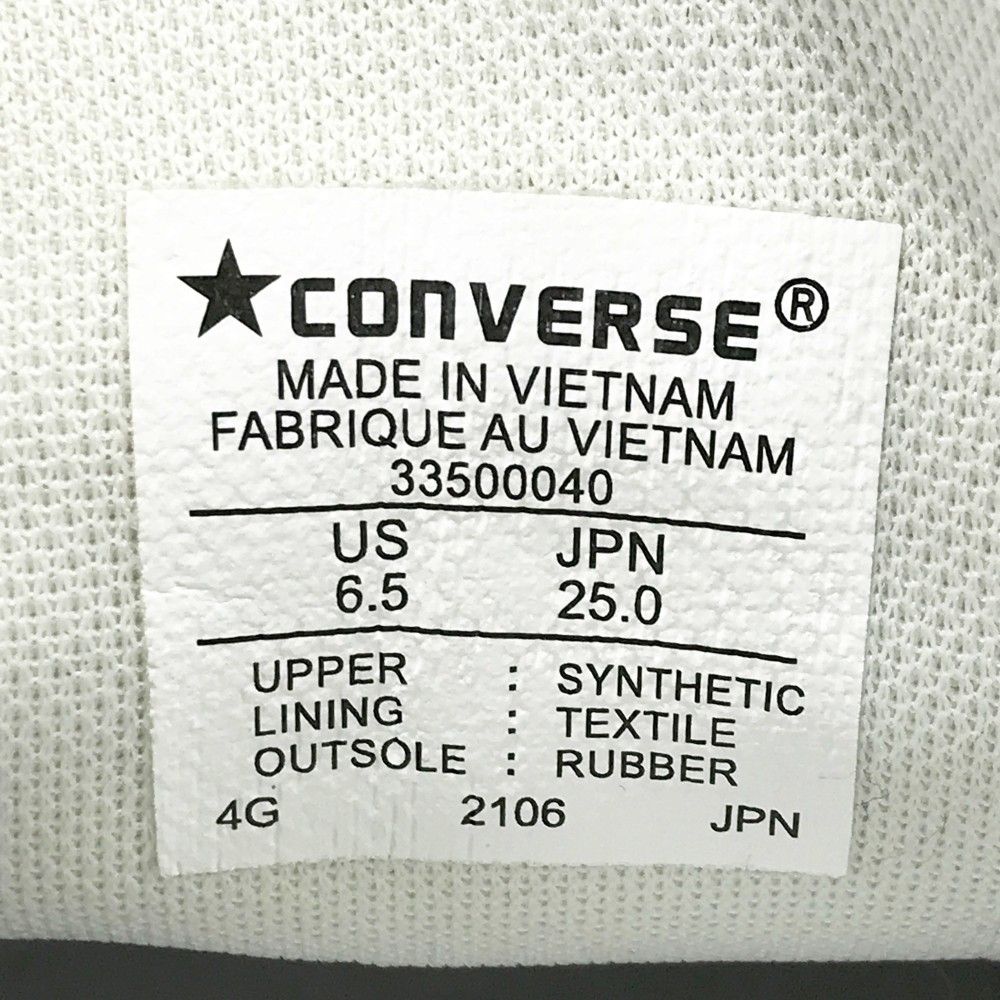 ★CONVERSE®
MADE IN VIETNAM
FABRIQUE AU VIETNAM
33500040
US JPN
6.5 25.0
UPPER : SYNTHETIC
LINING : TEXTILE
OUTSOLE : RUBBER
4G 2106 JPN